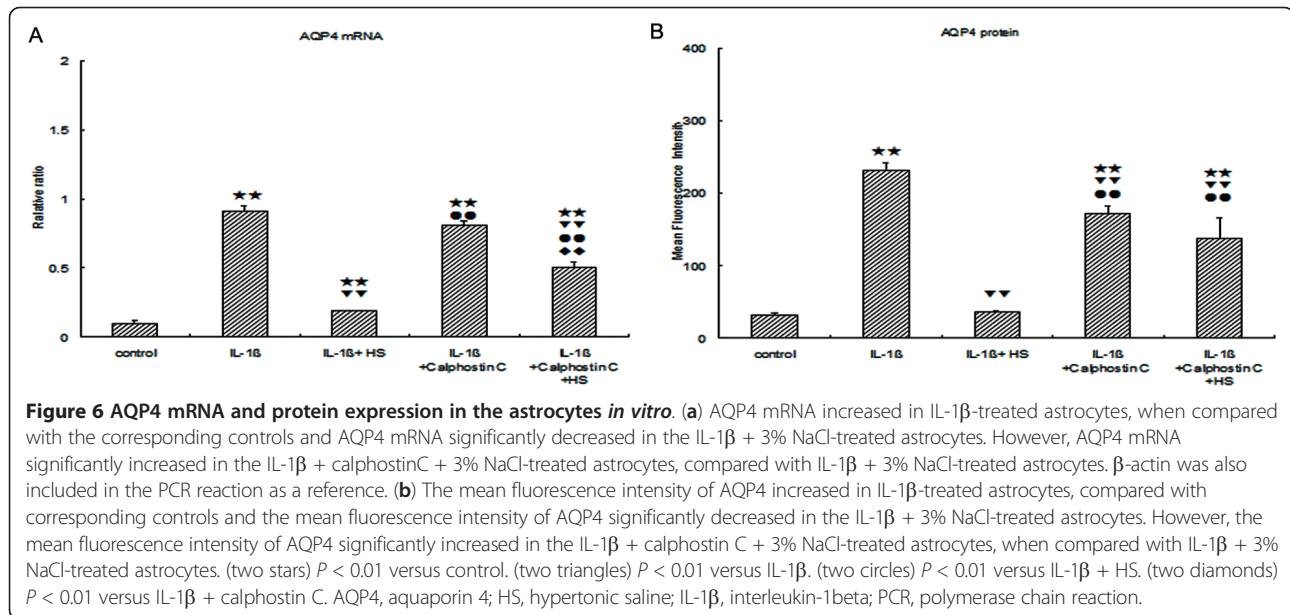 A
AQP4 mRNA
2
1.5
1
0.5
0
Ralative ratio
★★
★★
▼▼
★★
●●
★★
▼▼
●●
◆◆
control
IL-1ß
IL-1ß+ HS
IL-1ß
+Calphostin C
IL-1ß
+Calphostin C
+HS
B
AQP4 protein
400
300
200
100
0
Mean Fluorescence Intensit
★★
▼▼
★★
▼▼
●●
★★
▼▼
●●
control
IL-1ß
IL-1ß+ HS
IL-1ß
+Calphostin C
IL-1ß
+Calphostin C
+HS
Figure 6 AQP4 mRNA and protein expression in the astrocytes in vitro. (a) AQP4 mRNA increased in IL-1β-treated astrocytes, when compared
with the corresponding controls and AQP4 mRNA significantly decreased in the IL-1β + 3% NaCl-treated astrocytes. However, AQP4 mRNA
significantly increased in the IL-1β + calphostinC + 3% NaCl-treated astrocytes, compared with IL-1β + 3% NaCl-treated astrocytes. β-actin was also
included in the PCR reaction as a reference. (b) The mean fluorescence intensity of AQP4 increased in IL-1β-treated astrocytes, compared with
corresponding controls and the mean fluorescence intensity of AQP4 significantly decreased in the IL-1β + 3% NaCl-treated astrocytes. However, the
mean fluorescence intensity of AQP4 significantly increased in the IL-1β + calphostin C + 3% NaCl-treated astrocytes, when compared with IL-1β + 3%
NaCl-treated astrocytes. (two stars) P < 0.01 versus control. (two triangles) P < 0.01 versus IL-1β. (two circles) P < 0.01 versus IL-1β + HS. (two diamonds)
P < 0.01 versus IL-1β + calphostin C. AQP4, aquaporin 4; HS, hypertonic saline; IL-1β, interleukin-1beta; PCR, polymerase chain reaction.